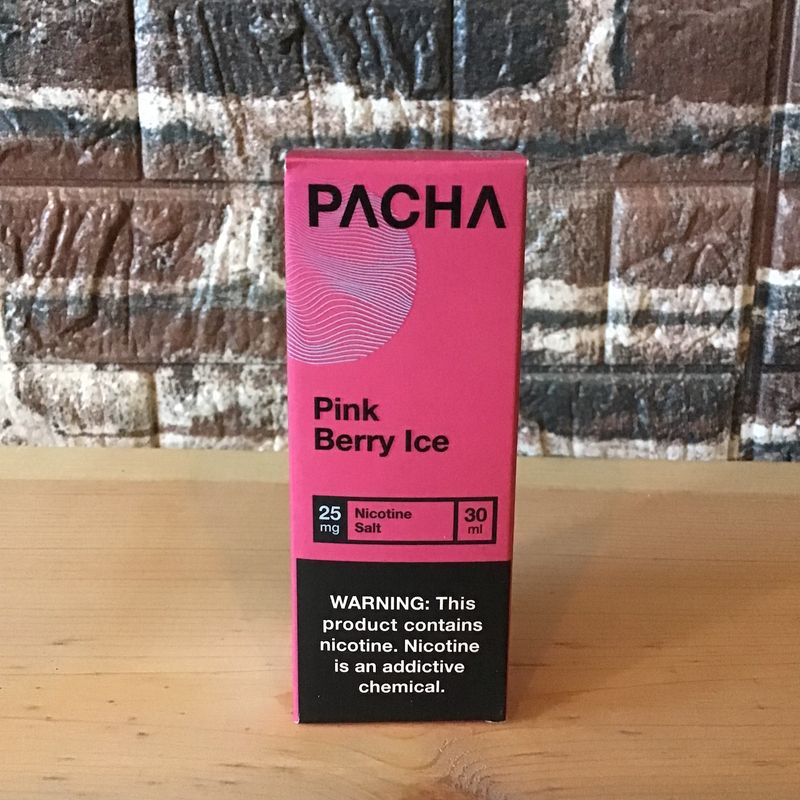 PACHA
Pink
Berry Ice
25
mg
Nicotine
Salt
30
ml
WARNING: This
product contains
nicotine. Nicotine
is an addictive
chemical.